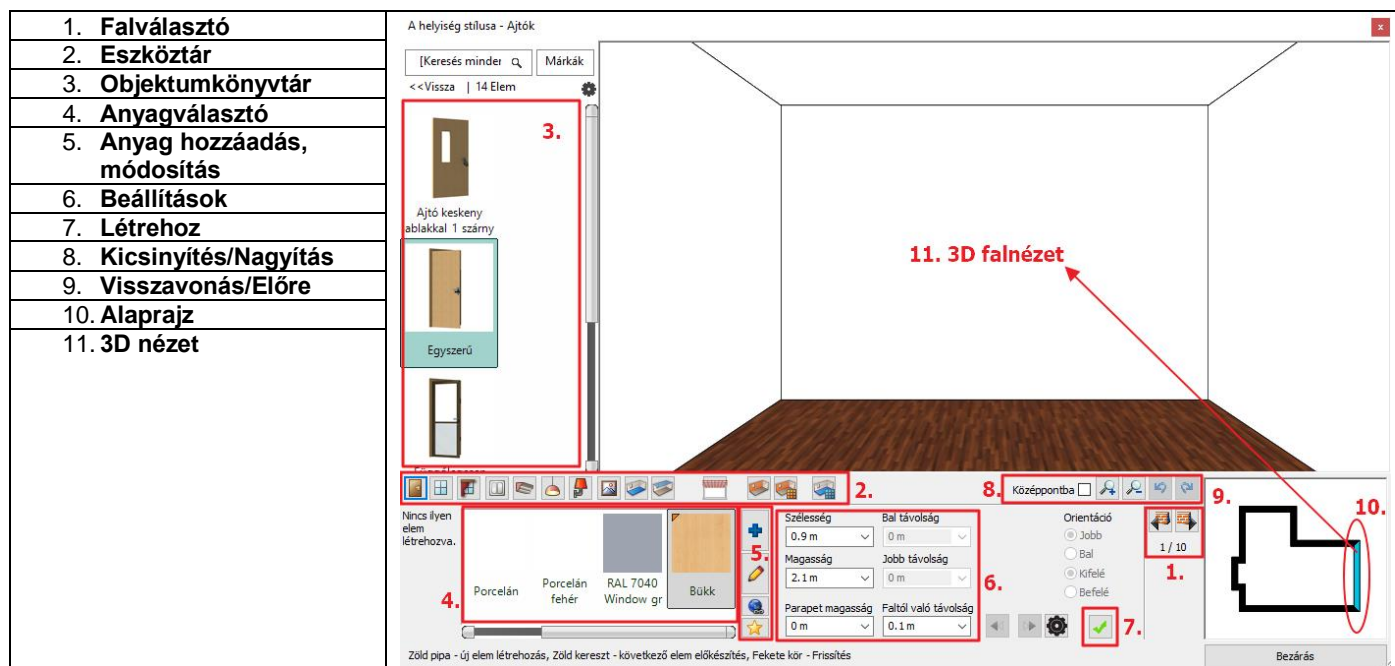 1. Falválasztó
2. Eszköztár
3. Objektumkönyvtár
4. Anyagválasztó
5. Anyag hozzáadás,
módosítás
6. Beállítások
7. Létrehoz
8. Kicsinyítés/Nagyítás
9. Visszavonás/Előre
10. Alaprajz
11. 3D nézet
A helyiség stílusa - Ajtók
x
[Keresés minder
Márkák
<<Vissza | 14 Elem
3.
Ajtó keskeny
ablakkal 1 szárny
Egyszerű
11. 3D falnézet
2.
8.
Középpontba
9.
10.
Nincs ilyen
elem
létrehozva.
4.
Porcelán
Porcelán
fehér
RAL 7040
Window gr
Bükk
5.
Szélesség
Bal távolság
0.9 m
0 m
Magasság
Jobb távolság
2.1 m
0 m
Parapet magasság
Faltól való távolság
0 m
0.1 m
6.
Orientáció
Jobb
Bal
Kifelé
Befelé
7.
1 / 10
1.
Zöld pipa - új elem létrehozás, Zöld kereszt - következő elem előkészítés, Fekete kör - Frissítés
Bezárás